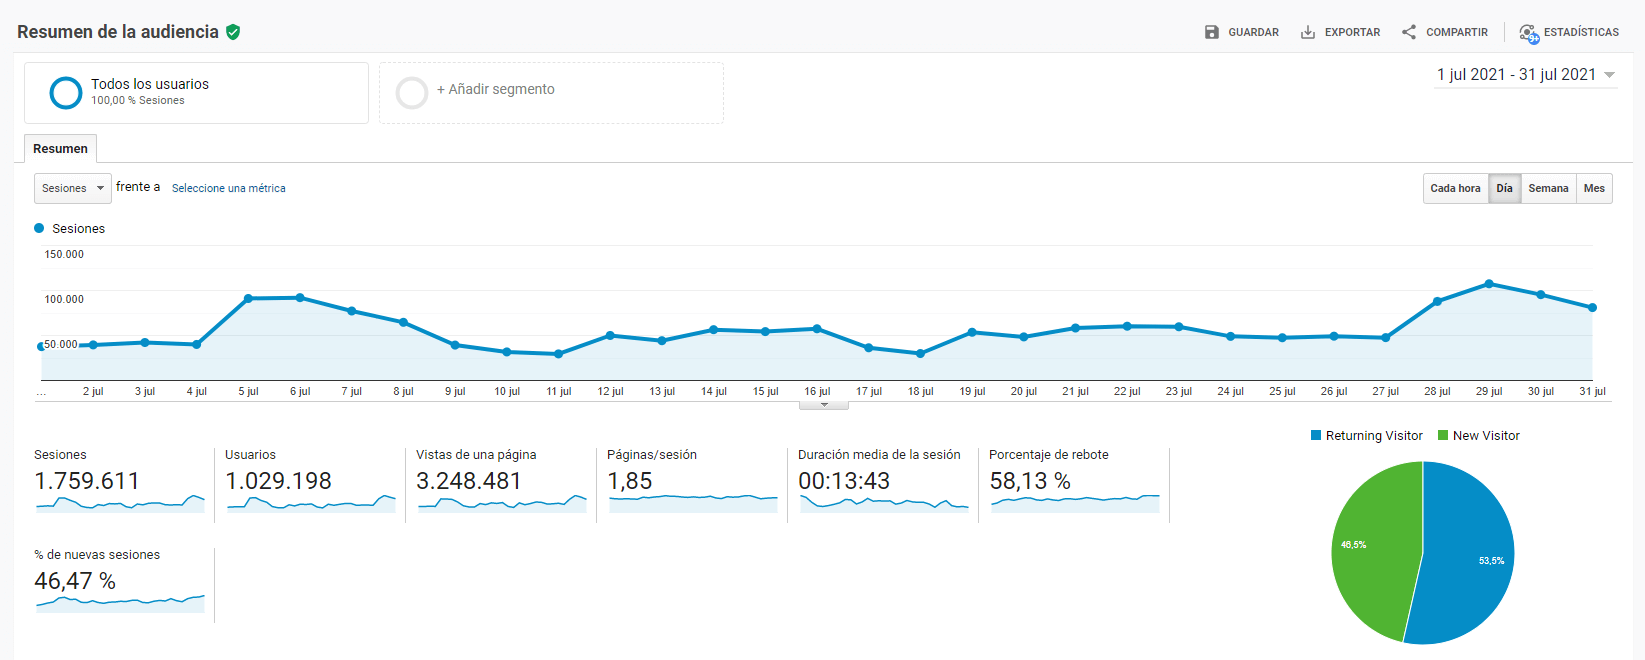 Resumen de la audiencia
GUARDAR EXPORTAR COMPARTIR 9+ ESTADÍSTICAS
Todos los usuarios
100,00 % Sesiones
+ Añadir segmento
1 jul 2021 - 31 jul 2021
Resumen
Sesiones frente a Seleccione una métrica
Cada hora Día Semana Mes
Sesiones
150.000
100.000
50.000
... 2 jul 3 jul 4 jul 5 jul 6 jul 7 jul 8 jul 9 jul 10 jul 11 jul 12 jul 13 jul 14 jul 15 jul 16 jul 17 jul 18 jul 19 jul 20 jul 21 jul 22 jul 23 jul 24 jul 25 jul 26 jul 27 jul 28 jul 29 jul 30 jul 31 jul
Returning Visitor New Visitor
Sesiones
1.759.611
Usuarios
1.029.198
Vistas de una página
3.248.481
Páginas/sesión
1,85
Duración media de la sesión
00:13:43
Porcentaje de rebote
58,13 %
% de nuevas sesiones
46,47 %
46,5%
53,5%